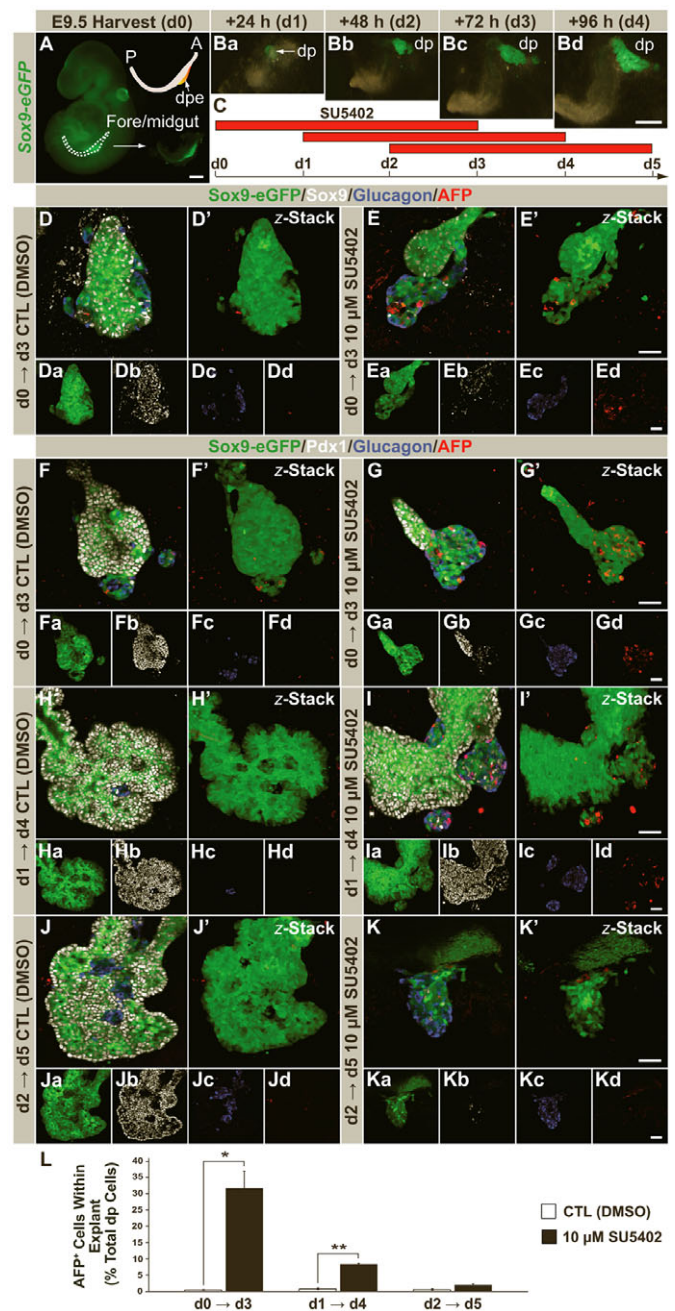 E9.5 Harvest (d0) +24 h (d1) +48 h (d2) +72 h (d3) +96 h (d4)
Sox9-eGFP
A P A dpe
Fore/midgut
Ba dp Bb dp Bc dp Bd dp
C SU5402
d0 d1 d2 d3 d4 d5
Sox9-eGFP/Sox9/Glucagon/AFP
d0 → d3 CTL (DMSO)
D D' z-Stack
Da Db Dc Dd
d0 → d3 10 µM SU5402
E E' z-Stack
Ea Eb Ec Ed
Sox9-eGFP/Pdx1/Glucagon/AFP
d0 → d3 CTL (DMSO)
F F' z-Stack
Fa Fb Fc Fd
d0 → d3 10 µM SU5402
G G' z-Stack
Ga Gb Gc Gd
d1 → d4 CTL (DMSO)
H H' z-Stack
Ha Hb Hc Hd
d1 → d4 10 µM SU5402
I I' z-Stack
Ia Ib Ic Id
d2 → d5 CTL (DMSO)
J J' z-Stack
Ja Jb Jc Jd
d2 → d5 10 µM SU5402
K K' z-Stack
Ka Kb Kc Kd
L
AFP⁺ Cells Within
Explant
(% Total dp Cells)
40
35
30
25
20
15
10
5
0
*
**
d0 → d3 d1 → d4 d2 → d5
CTL (DMSO)
10 µM SU5402